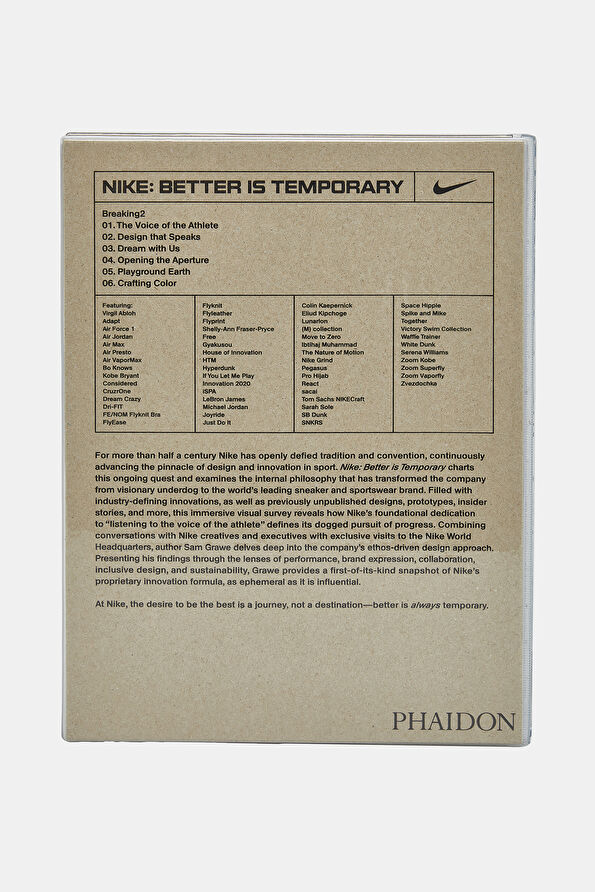 NIKE: BETTER IS TEMPORARY
Breaking2
01. The Voice of the Athlete
02. Design that Speaks
03. Dream with Us
04. Opening the Aperture
05. Playground Earth
06. Crafting Color
Featuring:
Virgil Abloh
Adapt
Air Force 1
Air Jordan
Air Max
Air Presto
Air VaporMax
Bo Knows
Kobe Bryant
Considered
CruzrOne
Dream Crazy
Dri-FIT
FE/NOM Flyknit Bra
FlyEase
Flyknit
Flyleather
Flyprint
Shelly-Ann Fraser-Pryce
Free
Gyakusou
House of Innovation
HTM
Hyperdunk
If You Let Me Play
Innovation 2020
ISPA
LeBron James
Michael Jordan
Joyride
Just Do It
Colin Kaepernick
Eliud Kipchoge
Lunarlon
(M) collection
Move to Zero
Ibtihaj Muhammad
The Nature of Motion
Nike Grind
Pegasus
Pro Hijab
React
sacai
Tom Sachs NIKECraft
Sarah Sole
SB Dunk
SNKRS
Space Hippie
Spike and Mike
Together
Victory Swim Collection
Waffle Trainer
White Dunk
Serena Williams
Zoom Kobe
Zoom Superfly
Zoom Vaporfly
Zvezdochka
For more than half a century Nike has openly defied tradition and convention, continuously
advancing the pinnacle of design and innovation in sport. Nike: Better is Temporary charts
this ongoing quest and examines the internal philosophy that has transformed the company
from visionary underdog to the world's leading sneaker and sportswear brand. Filled with
industry-defining innovations, as well as previously unpublished designs, prototypes, insider
stories, and more, this immersive visual survey reveals how Nike's foundational dedication
to "listening to the voice of the athlete" defines its dogged pursuit of progress. Combining
conversations with Nike creatives and executives with exclusive visits to the Nike World
Headquarters, author Sam Grawe delves deep into the company's ethos-driven design approach.
Presenting his findings through the lenses of performance, brand expression, collaboration,
inclusive design, and sustainability, Grawe provides a first-of-its-kind snapshot of Nike's
proprietary innovation formula, as ephemeral as it is influential.
At Nike, the desire to be the best is a journey, not a destination—better is always temporary.
PHAIDON